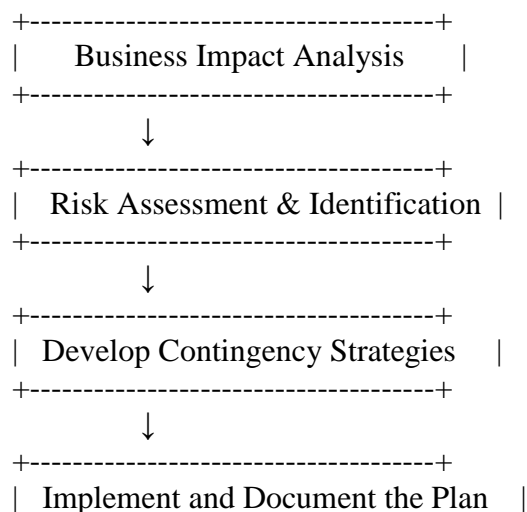 +--------------------------------------+
|      Business Impact Analysis      |
+--------------------------------------+
↓
+--------------------------------------+
|   Risk Assessment & Identification  |
+--------------------------------------+
↓
+--------------------------------------+
|  Develop Contingency Strategies     |
+--------------------------------------+
↓
+--------------------------------------+
|  Implement and Document the Plan    |